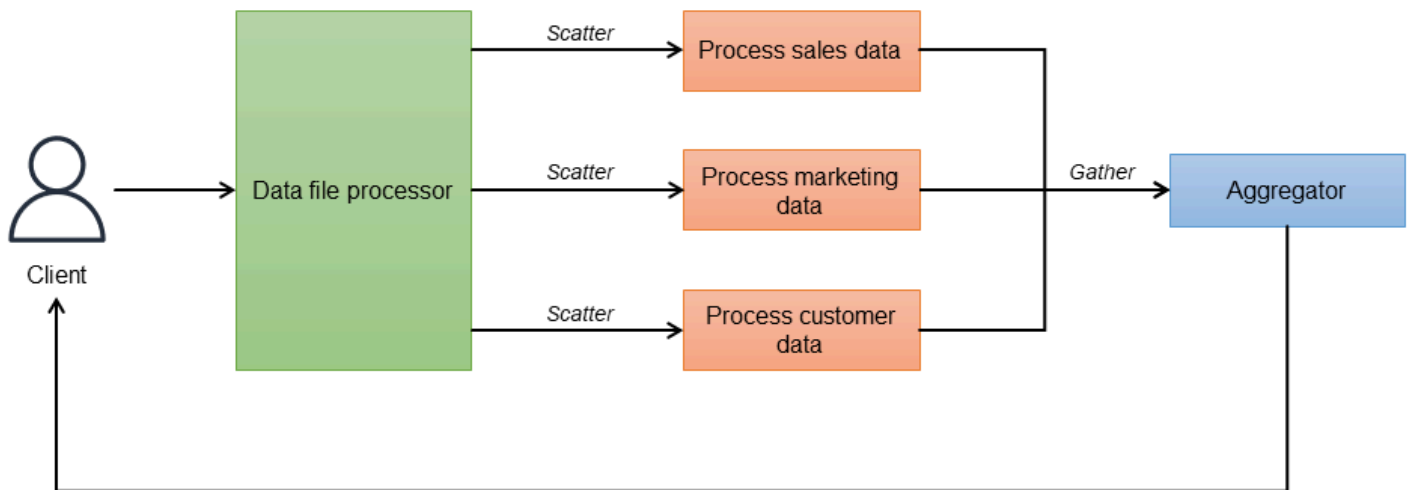 Scatter
Process sales data
Client
Data file processor
Scatter
Process marketing
data
Gather
Aggregator
Scatter
Process customer
data